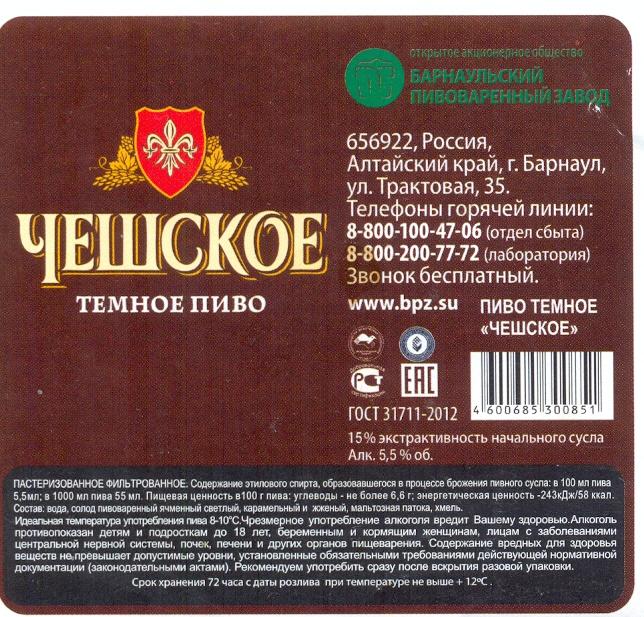 ЧЕШСКОЕ
ТЕМНОЕ ПИВО
открытое акционерное общество
БАРНАУЛЬСКИЙ
ПИВОВАРЕННЫЙ ЗАВОД
656922, Россия,
Алтайский край, г. Барнаул,
ул. Трактовая, 35.
Телефоны горячей линии:
8-800-100-47-06 (отдел сбыта)
8-800-200-77-72 (лаборатория)
Звонок бесплатный.
www.bpz.su
ПИВО ТЕМНОЕ
«ЧЕШСКОЕ»
Добровольная
сертификация
РСТ
ЕАС
ГОСТ 31711-2012
4 600685 300851
15% экстрактивность начального сусла
Алк. 5,5 % об.
ПАСТЕРИЗОВАННОЕ ФИЛЬТРОВАННОЕ. Содержание этилового спирта, образовавшегося в процессе брожения пивного сусла: в 100 мл пива
5,5мл; в 1000 мл пива 55 мл. Пищевая ценность в100 г пива: углеводы - не более 6,6 г; энергетическая ценность -243кДж/58 ккал.
Состав: вода, солод пивоваренный ячменный светлый, карамельный и жженый, мальтозная патока, хмель.
Идеальная температура употребления пива 8-10°С.Чрезмерное употребление алкоголя вредит Вашему здоровью.Алкоголь
противопоказан детям и подросткам до 18 лет, беременным и кормящим женщинам, лицам с заболеваниями
центральной нервной системы, почек, печени и других органов пищеварения. Содержание вредных для здоровья
веществ не превышает допустимые уровни, установленные обязательными требованиями действующей нормативной
документации (законодательными актами). Рекомендуем употребить сразу после вскрытия разовой упаковки.
Срок хранения 72 часа с даты розлива при температуре не выше + 12°С.